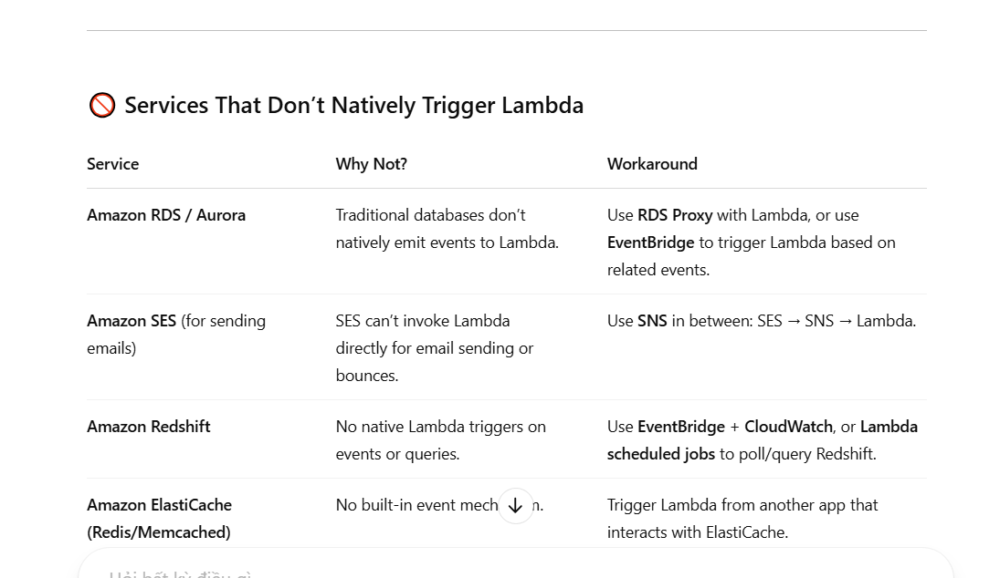 🚫 Services That Don’t Natively Trigger Lambda
Service Why Not? Workaround
Amazon RDS / Aurora Traditional databases don’t Use RDS Proxy with Lambda, or use
natively emit events to Lambda. EventBridge to trigger Lambda based on
related events.
Amazon SES (for sending SES can’t invoke Lambda Use SNS in between: SES → SNS → Lambda.
emails) directly for email sending or
bounces.
Amazon Redshift No native Lambda triggers on Use EventBridge + CloudWatch, or Lambda
events or queries. scheduled jobs to poll/query Redshift.
Amazon ElastiCache No built-in event Trigger Lambda from another app that
(Redis/Memcached) interacts with ElastiCache.
Hỏi bất kỳ điều gì